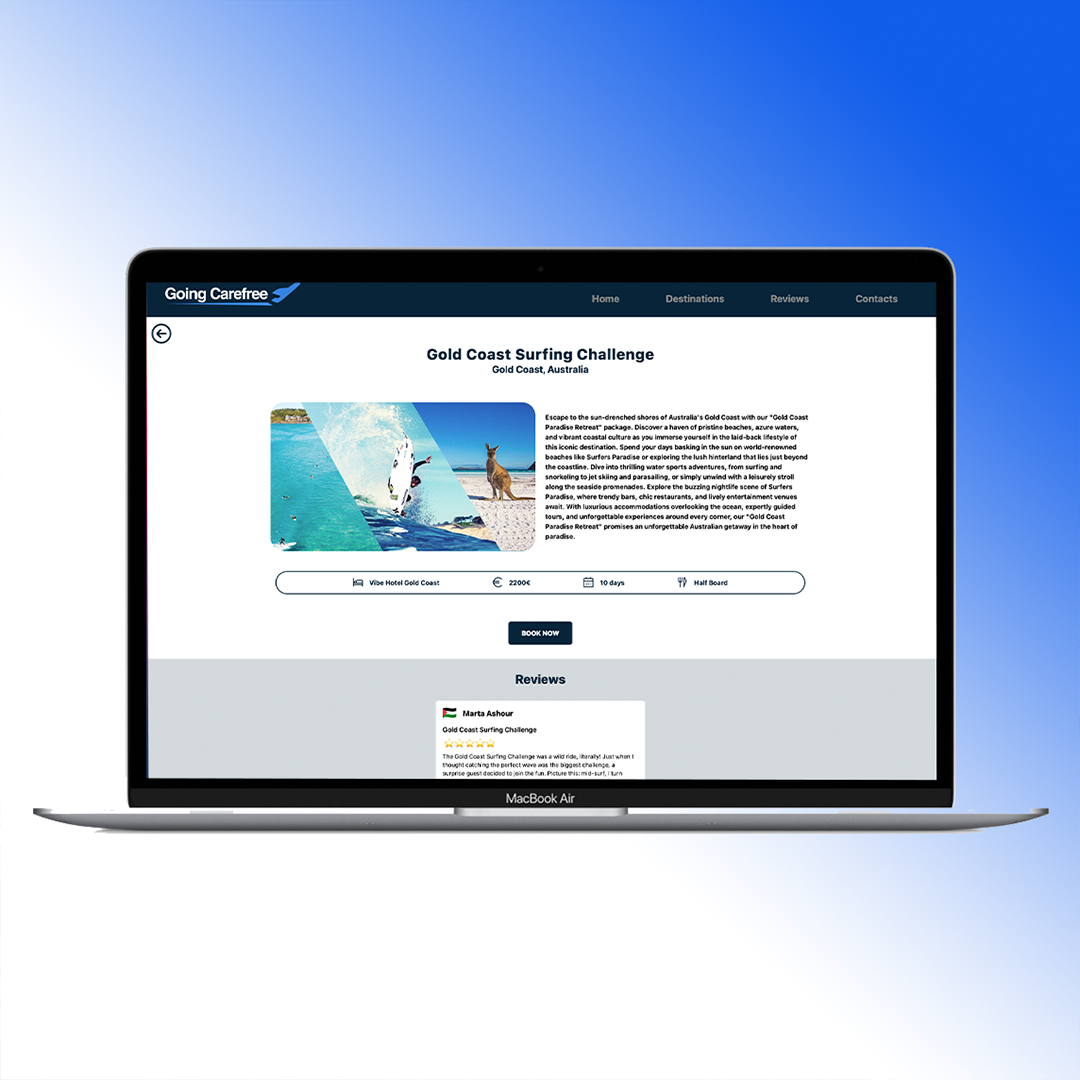 Going Carefree
Home Destinations Reviews Contacts
Gold Coast Surfing Challenge
Gold Coast, Australia
Escape to the sun-drenched shores of Australia's Gold Coast with our "Gold Coast
Paradise Retreat" package. Discover a haven of pristine beaches, azure waters,
and vibrant coastal culture as you immerse yourself in the laid-back lifestyle of
this iconic destination. Spend your days basking in the sun on world-renowned
beaches like Surfers Paradise or exploring the lush hinterland that lies just beyond
the coastline. Dive into thrilling water sports adventures, from surfing and
snorkeling to jet skiing and parasailing, or simply unwind with a leisurely stroll
along the seaside promenades. Explore the buzzing nightlife scene of Surfers
Paradise, where trendy bars, chic restaurants, and lively entertainment venues
await. With luxurious accommodations overlooking the ocean, expertly guided
tours, and unforgettable experiences around every corner, our "Gold Coast
Paradise Retreat" promises an unforgettable Australian getaway in the heart of
paradise.
Vibe Hotel Gold Coast 2200€ 10 days Half Board
BOOK NOW
Reviews
Marta Ashour
Gold Coast Surfing Challenge
The Gold Coast Surfing Challenge was a wild ride, literally! Just when I
thought catching the perfect wave was the biggest challenge, a
surprise guest decided to join the fun. Picture this: mid-surf, I turn
MacBook Air